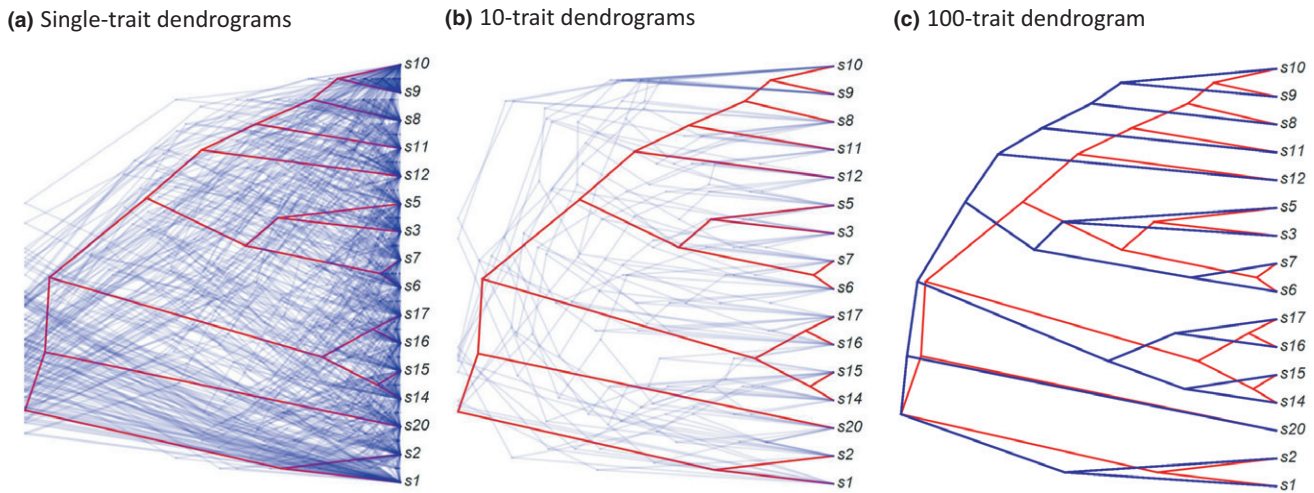 (a) Single-trait dendrograms
(b) 10-trait dendrograms
(c) 100-trait dendrogram
s10
s9
s8
s11
s12
s5
s3
s7
s6
s17
s16
s15
s14
s20
s2
s1
s10
s9
s8
s11
s12
s5
s3
s7
s6
s17
s16
s15
s14
s20
s2
s1
s10
s9
s8
s11
s12
s5
s3
s7
s6
s17
s16
s15
s14
s20
s2
s1